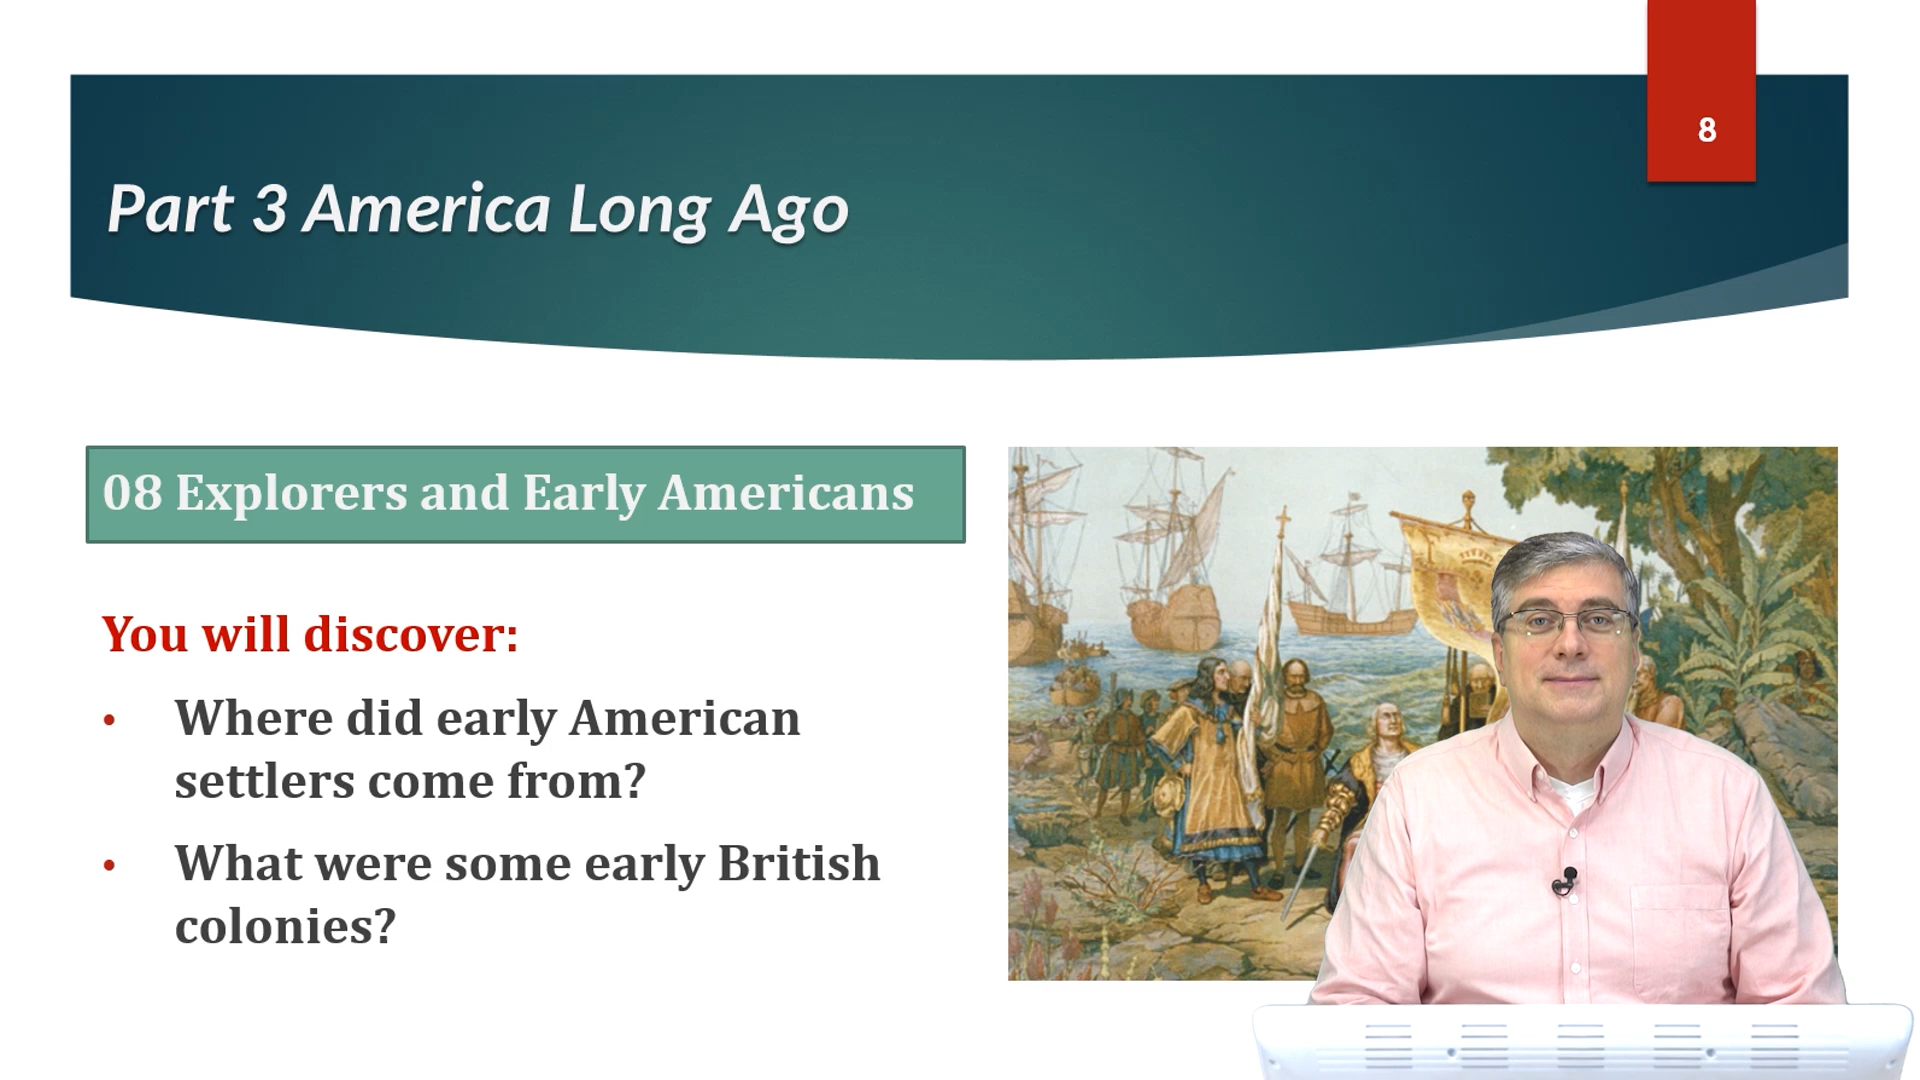 8
Part 3 America Long Ago
08 Explorers and Early Americans
You will discover:
• Where did early American
settlers come from?
• What were some early British
colonies?